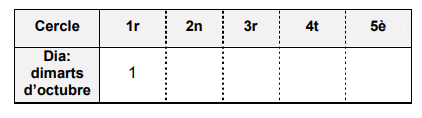 Cercle 1r 2n 3r 4t 5è
Dia:
dimarts 1
d'octubre